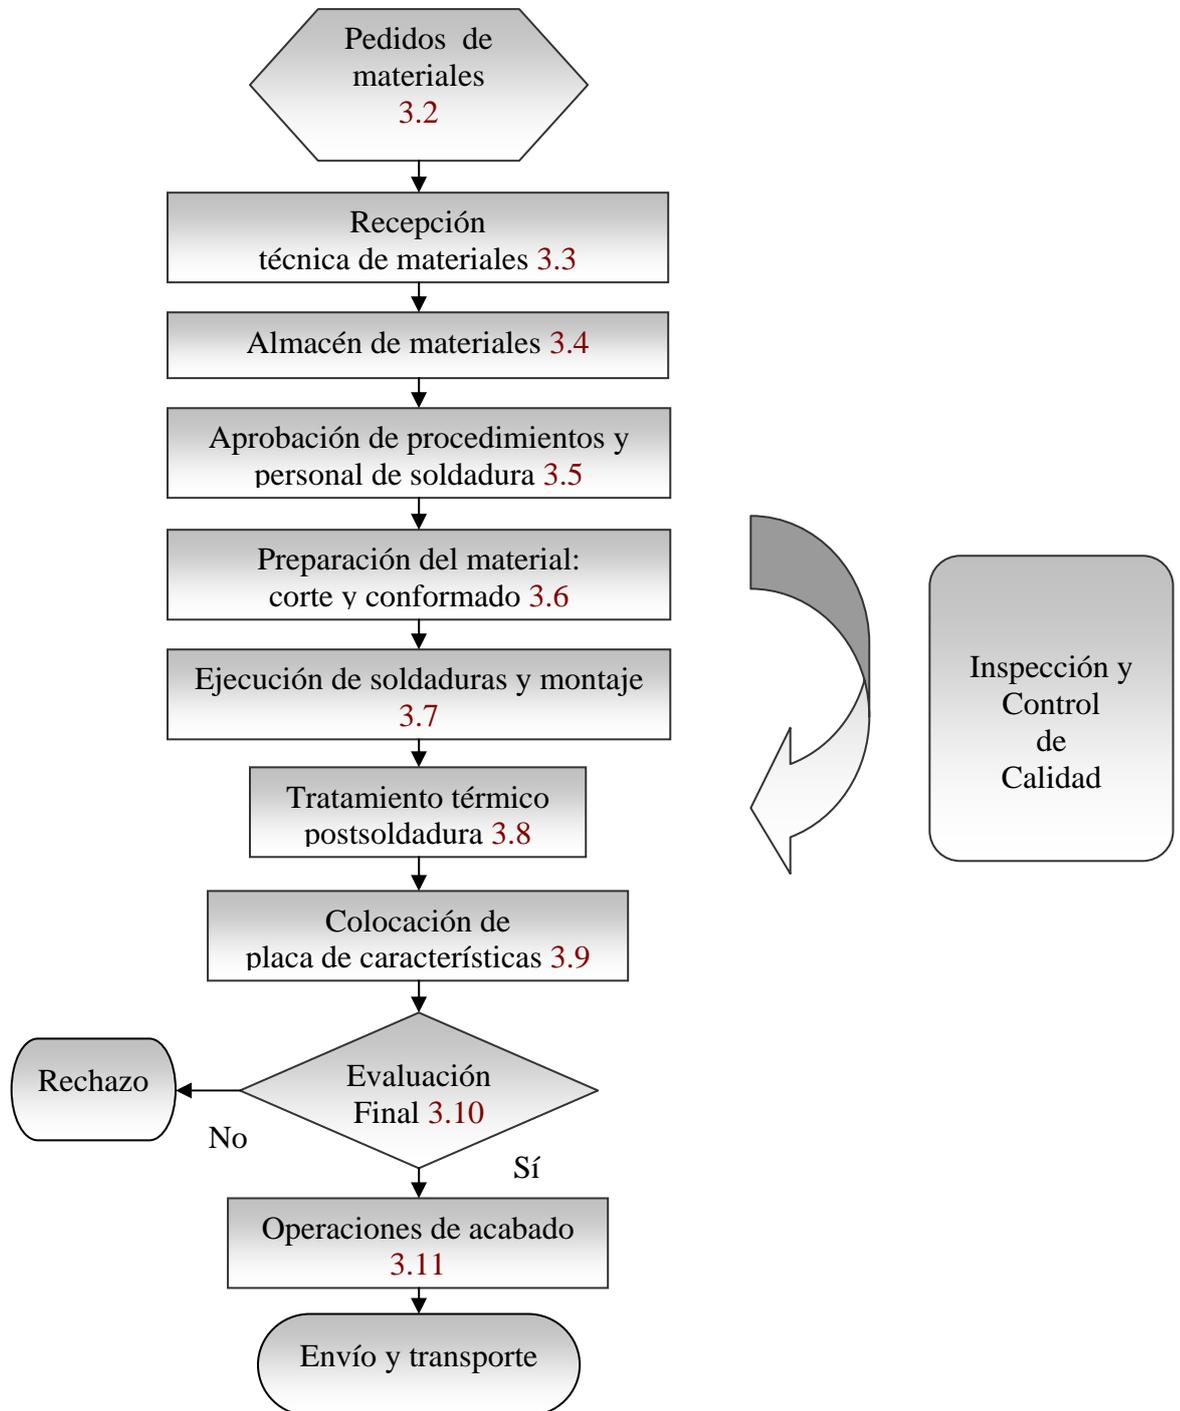 Pedidos de
materiales
3.2
Recepción
técnica de materiales 3.3
Almacén de materiales 3.4
Aprobación de procedimientos y
personal de soldadura 3.5
Preparación del material:
corte y conformado 3.6
Ejecución de soldaduras y montaje
3.7
Inspección y
Control
de
Calidad
Tratamiento térmico
postsoldadura 3.8
Colocación de
placa de características 3.9
Evaluación
Final 3.10
Rechazo
No
Sí
Operaciones de acabado
3.11
Envío y transporte